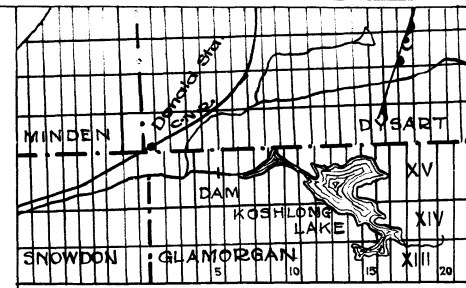 Donald Sta.
C.N.R.
MINDEN
DYSART
DAM
XV
KOSHLONG
LAKE
XIV
SNOWDON
GLAMORGAN
XIII
5
10
15
20